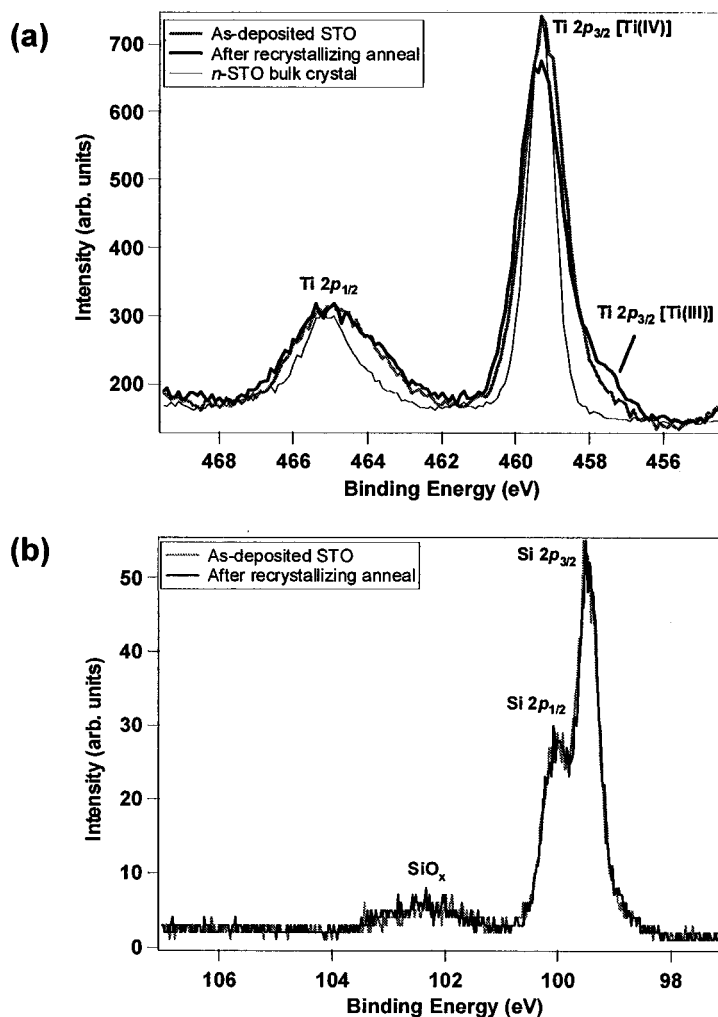 (a)
As-deposited STO
After recrystallizing anneal
n-STO bulk crystal
Ti 2p3/2 [Ti(IV)]
Ti 2p1/2
Ti 2p3/2 [Ti(III)]
700
600
500
400
300
200
Intensity (arb. units)
468 466 464 462 460 458 456
Binding Energy (eV)
(b)
As-deposited STO
After recrystallizing anneal
Si 2p3/2
Si 2p1/2
SiOx
50
40
30
20
10
0
Intensity (arb. units)
106 104 102 100 98
Binding Energy (eV)